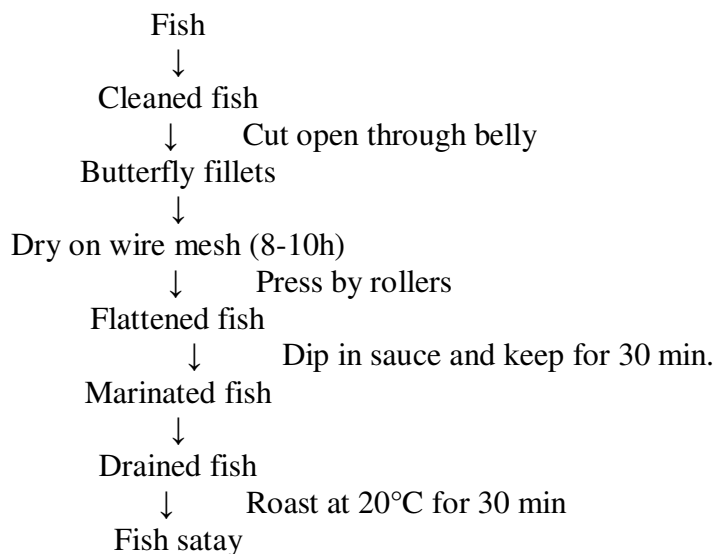 Fish
↓
Cleaned fish
↓ Cut open through belly
Butterfly fillets
↓
Dry on wire mesh (8-10h)
↓ Press by rollers
Flattened fish
↓ Dip in sauce and keep for 30 min.
Marinated fish
↓
Drained fish
↓ Roast at 20°C for 30 min
Fish satay